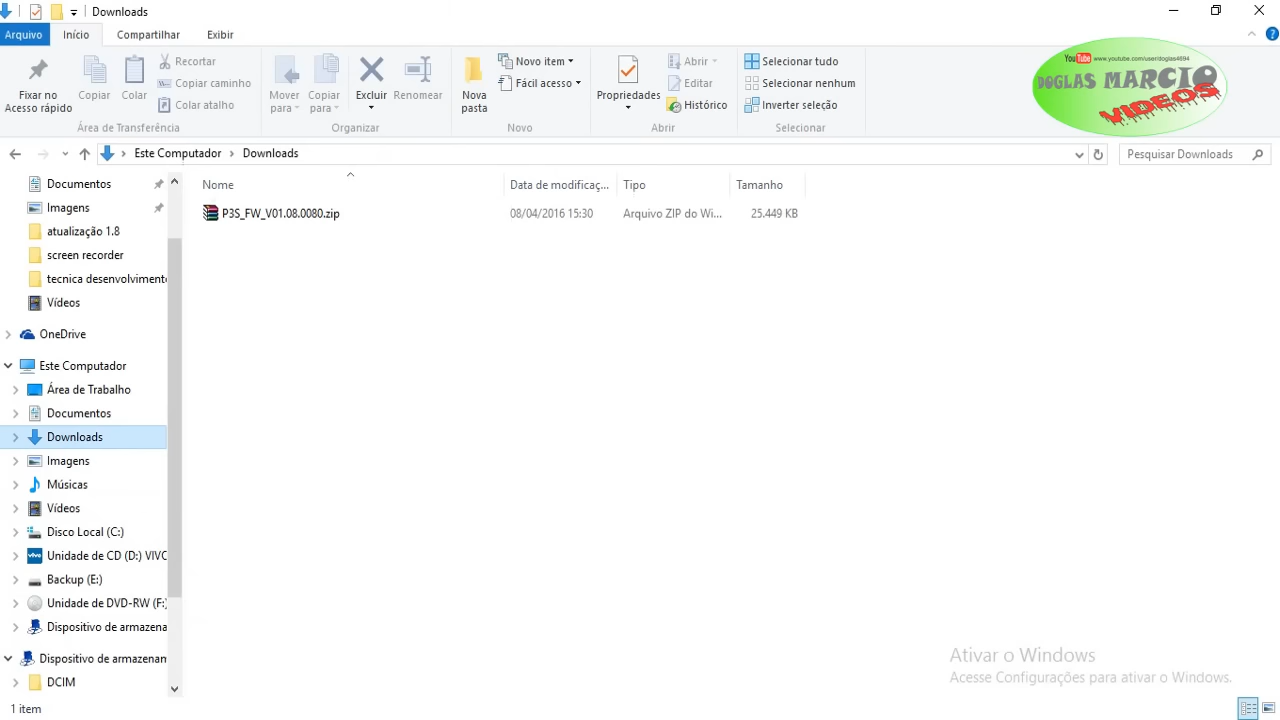 Downloads
Arquivo Início Compartilhar Exibir
Fixar no Acesso rápido
Copiar
Colar
Recortar
Copiar caminho
Colar atalho
Área de Transferência
Mover para
Copiar para
Excluir
Renomear
Organizar
Nova pasta
Novo item
Fácil acesso
Novo
Propriedades
Abrir
Editar
Histórico
Abrir
Selecionar tudo
Selecionar nenhum
Inverter seleção
Selecionar
YouTube www.youtube.com/user/doglas4694
DOGLAS MARCIO
VIDEOS
Este Computador > Downloads
Pesquisar Downloads
Nome Data de modificaç... Tipo Tamanho
P3S_FW_V01.08.0080.zip 08/04/2016 15:30 Arquivo ZIP do Wi... 25.449 KB
Documentos
Imagens
atualização 1.8
screen recorder
tecnica desenvolvimento
Vídeos
OneDrive
Este Computador
Área de Trabalho
Documentos
Downloads
Imagens
Músicas
Vídeos
Disco Local (C:)
Unidade de CD (D:) VIVO
Backup (E:)
Unidade de DVD-RW (F:)
Dispositivo de armazena
Dispositivo de armazenam
DCIM
Ativar o Windows
Acesse Configurações para ativar o Windows.
1 item